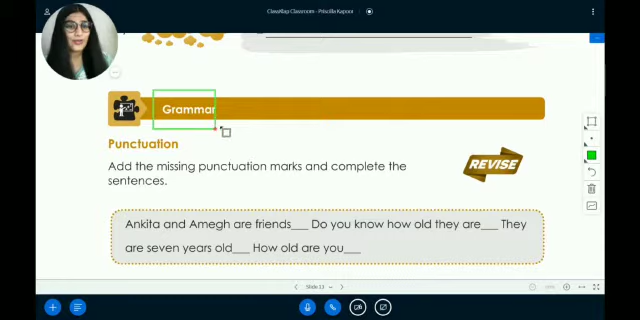 ClassKlap Classroom - Priscilla Kapoor
Grammar
Punctuation
Add the missing punctuation marks and complete the
sentences.
REVISE
Ankita and Amegh are friends___ Do you know how old they are___ They
are seven years old___ How old are you___
Slide 13